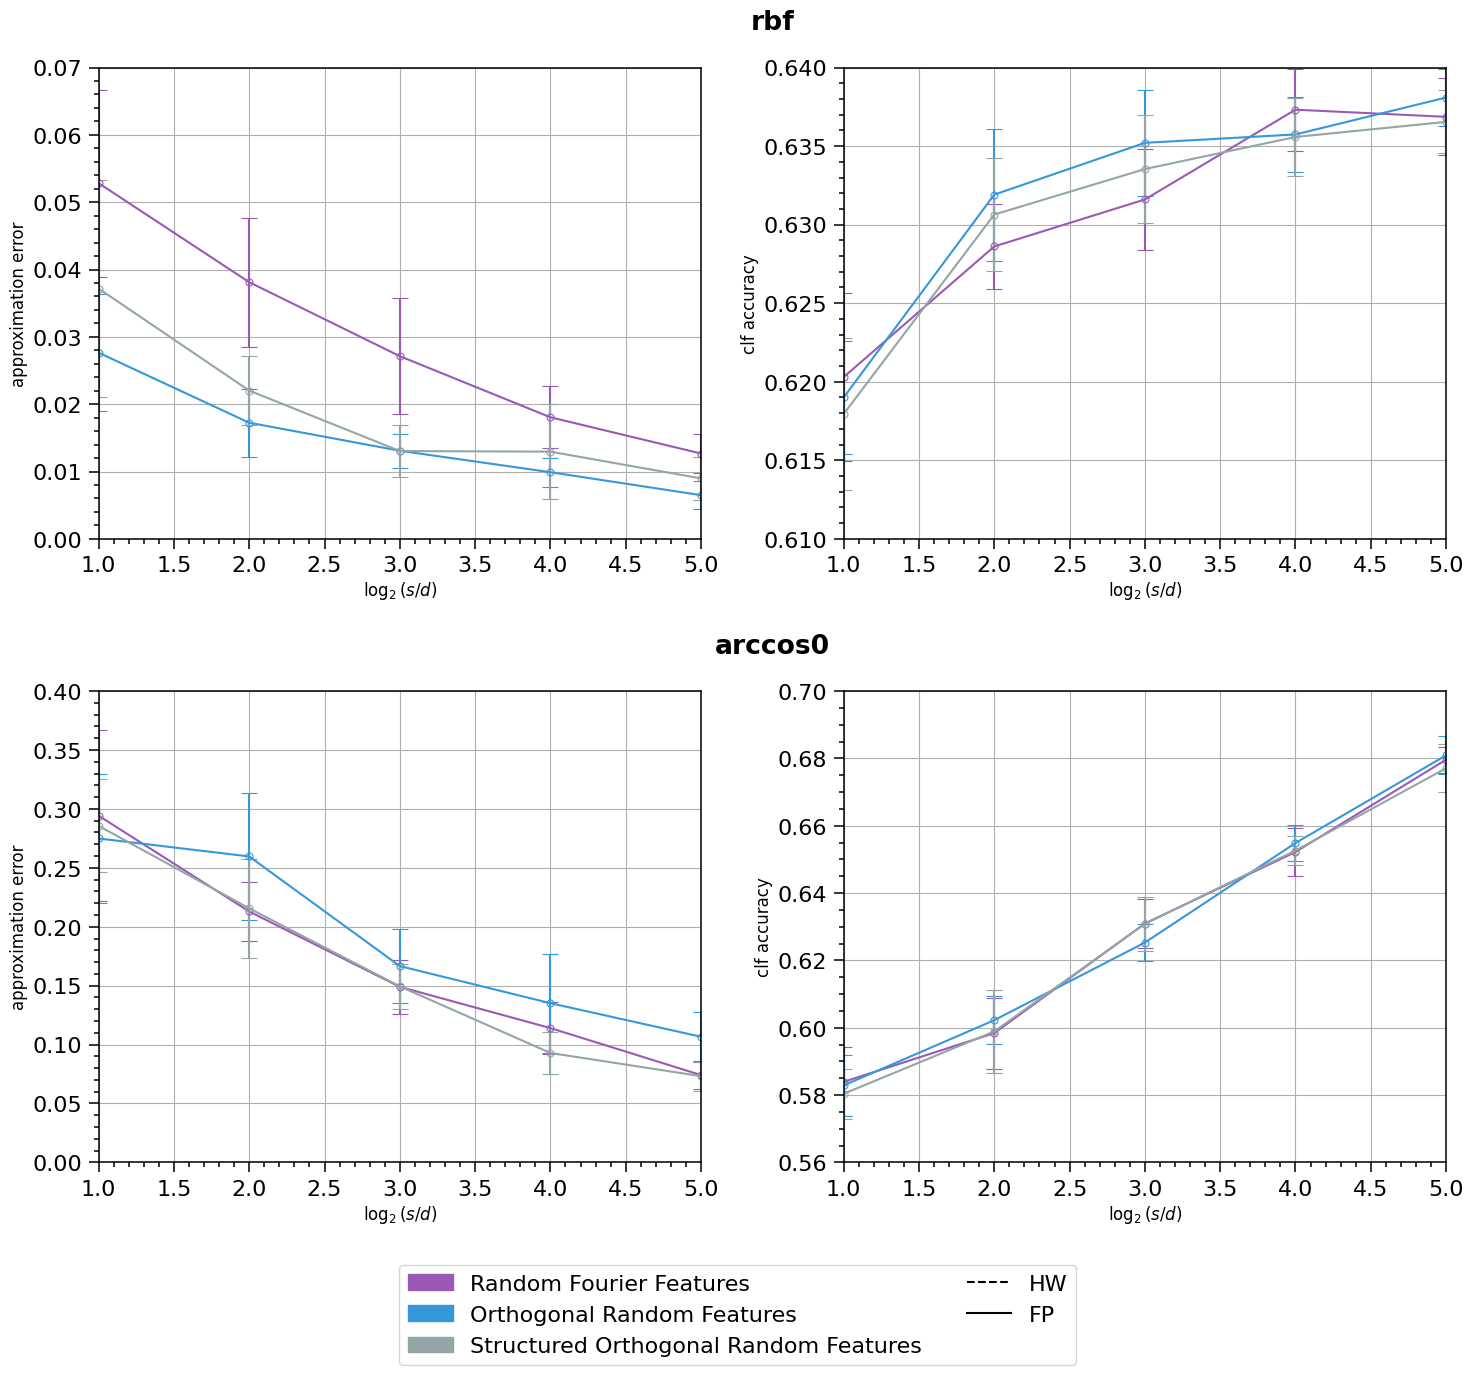 rbf
0.07
0.06
0.05
0.04
0.03
0.02
0.01
0.00
approximation error
1.0 1.5 2.0 2.5 3.0 3.5 4.0 4.5 5.0
log₂(s/d)
0.640
0.635
0.630
0.625
0.620
0.615
0.610
clf accuracy
1.0 1.5 2.0 2.5 3.0 3.5 4.0 4.5 5.0
log₂(s/d)
arccos0
0.40
0.35
0.30
0.25
0.20
0.15
0.10
0.05
0.00
approximation error
1.0 1.5 2.0 2.5 3.0 3.5 4.0 4.5 5.0
log₂(s/d)
0.70
0.68
0.66
0.64
0.62
0.60
0.58
0.56
clf accuracy
1.0 1.5 2.0 2.5 3.0 3.5 4.0 4.5 5.0
log₂(s/d)
Random Fourier Features
Orthogonal Random Features
Structured Orthogonal Random Features
HW
FP